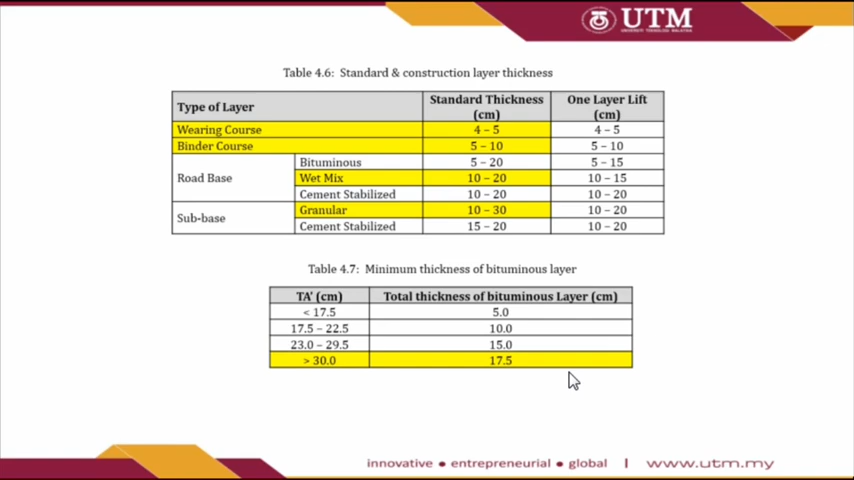 UTM
UNIVERSITI TEKNOLOGI MALAYSIA
Table 4.6: Standard & construction layer thickness
Type of Layer Standard Thickness (cm) One Layer Lift (cm)
Wearing Course 4 – 5 4 – 5
Binder Course 5 – 10 5 – 10
Road Base Bituminous 5 – 20 5 – 15
Wet Mix 10 – 20 10 – 15
Cement Stabilized 10 – 20 10 – 20
Sub-base Granular 10 – 30 10 – 20
Cement Stabilized 15 – 20 10 – 20
Table 4.7: Minimum thickness of bituminous layer
TA' (cm) Total thickness of bituminous Layer (cm)
< 17.5 5.0
17.5 – 22.5 10.0
23.0 – 29.5 15.0
> 30.0 17.5
innovative ● entrepreneurial ● global | www.utm.my